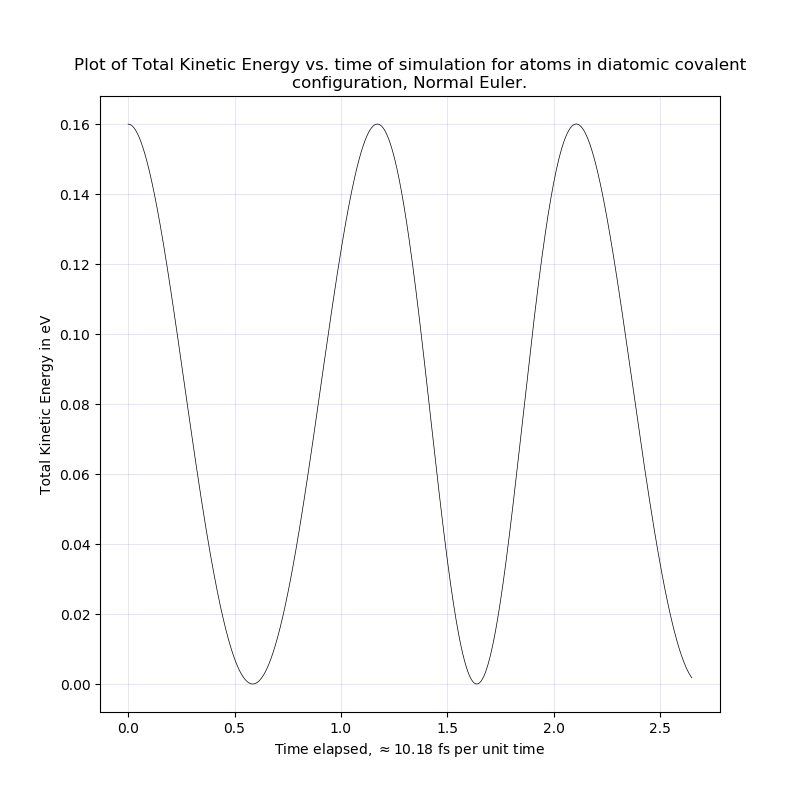 Plot of Total Kinetic Energy vs. time of simulation for atoms in diatomic covalent
configuration, Normal Euler.
0.16
0.14
0.12
0.10
0.08
0.06
0.04
0.02
0.00
Total Kinetic Energy in eV
0.0 0.5 1.0 1.5 2.0 2.5
Time elapsed, ≈ 10.18 fs per unit time